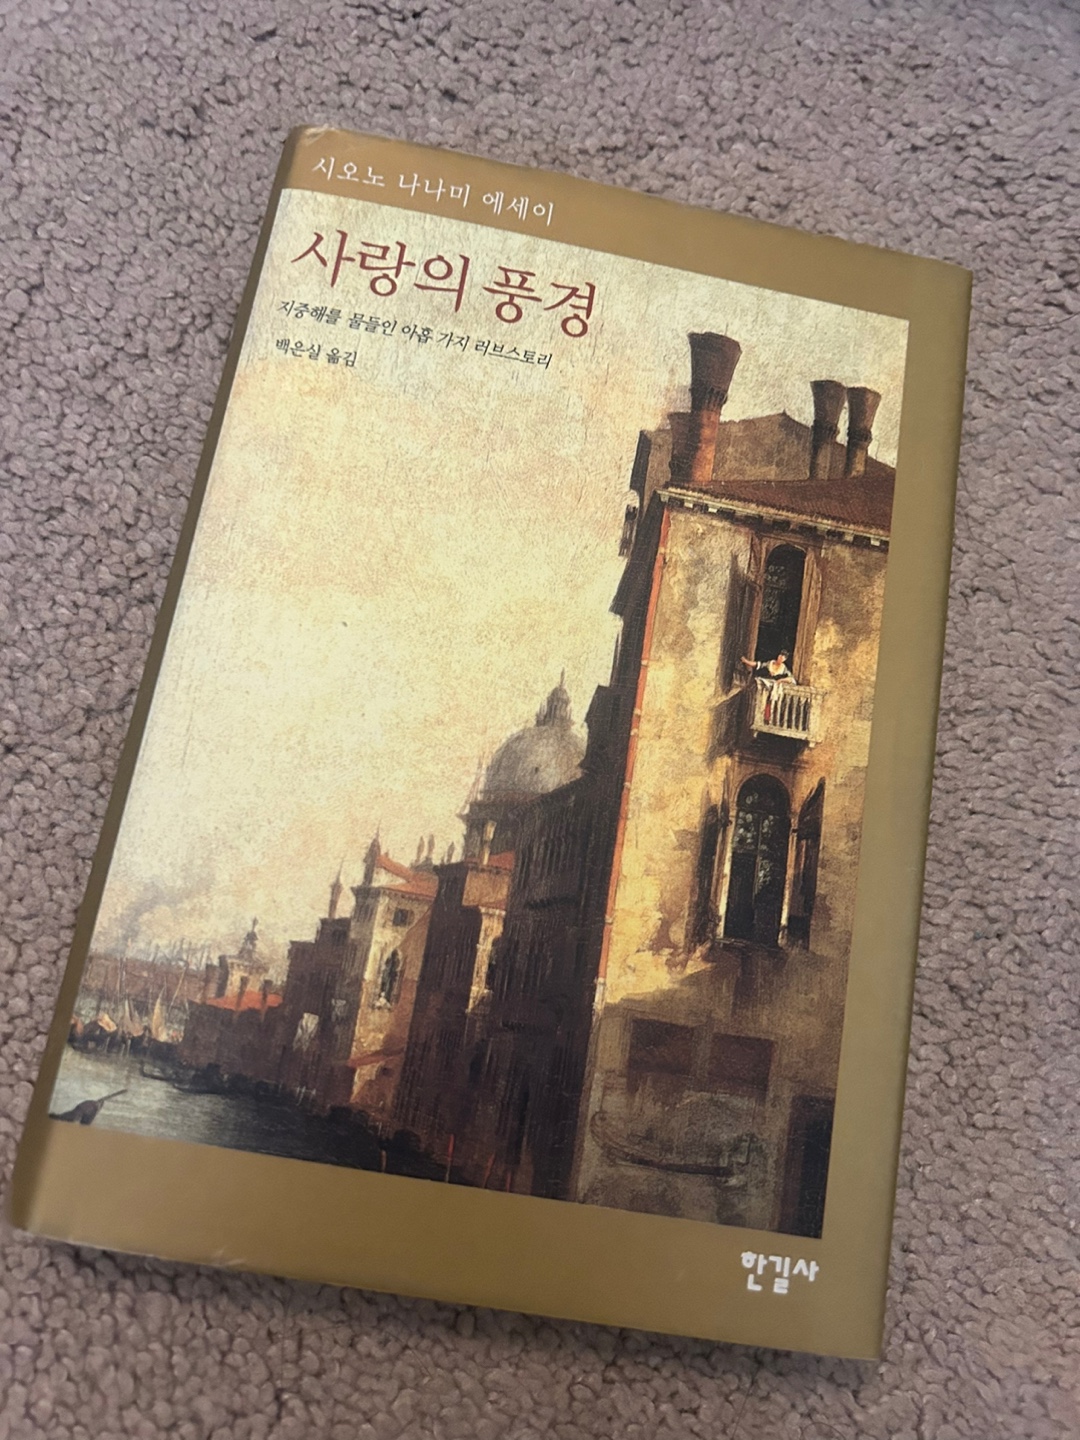 시오노 나나미 에세이
사랑의 풍경
지중해를 물들인 아홉 가지 러브스토리
백은실 옮김
한길사